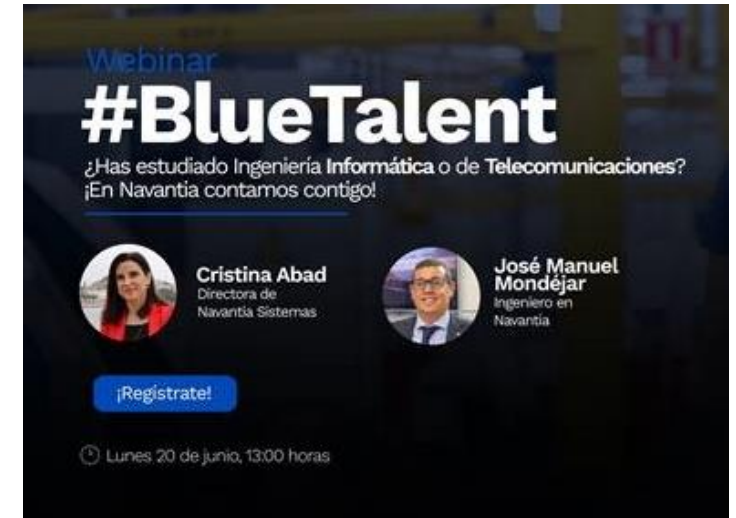 Webinar
#BlueTalent
¿Has estudiado Ingeniería Informática o de Telecomunicaciones?
¡En Navantia contamos contigo!
Cristina Abad
Directora de
Navantia Sistemas
José Manuel
Mondéjar
Ingeniero en
Navantia
¡Regístrate!
Lunes 20 de junio, 13:00 horas